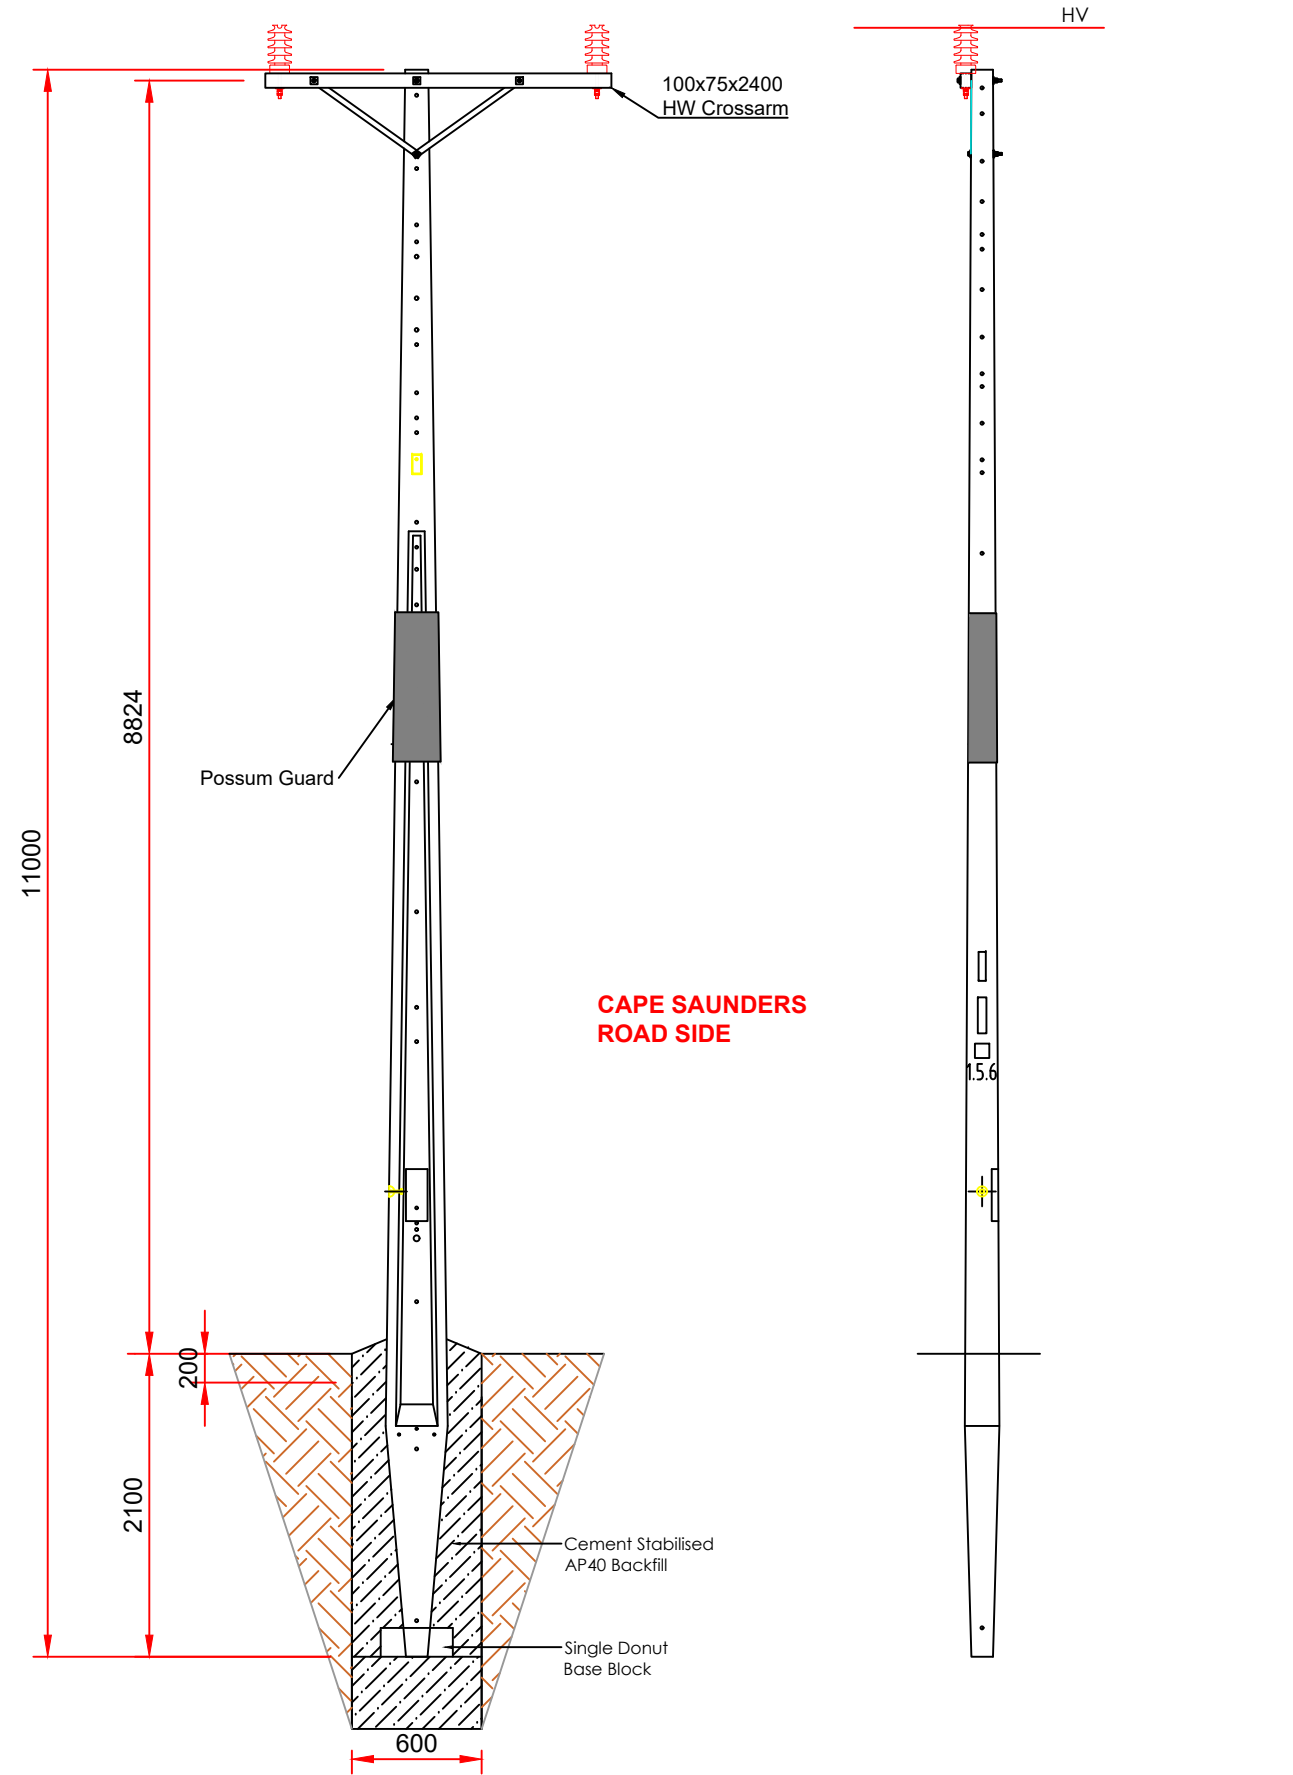 HV
100x75x2400
HW Crossarm
8824
Possum Guard
11000
CAPE SAUNDERS
ROAD SIDE
1.5.6
200
2100
Cement Stabilised
AP40 Backfill
Single Donut
Base Block
600